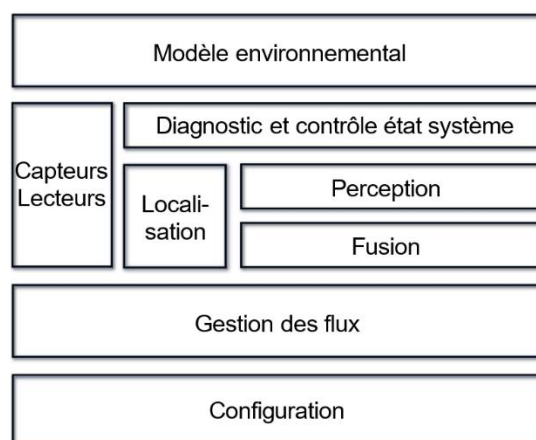 Modèle environnemental
Diagnostic et contrôle état système
Capteurs
Lecteurs
Locali-
sation
Perception
Fusion
Gestion des flux
Configuration